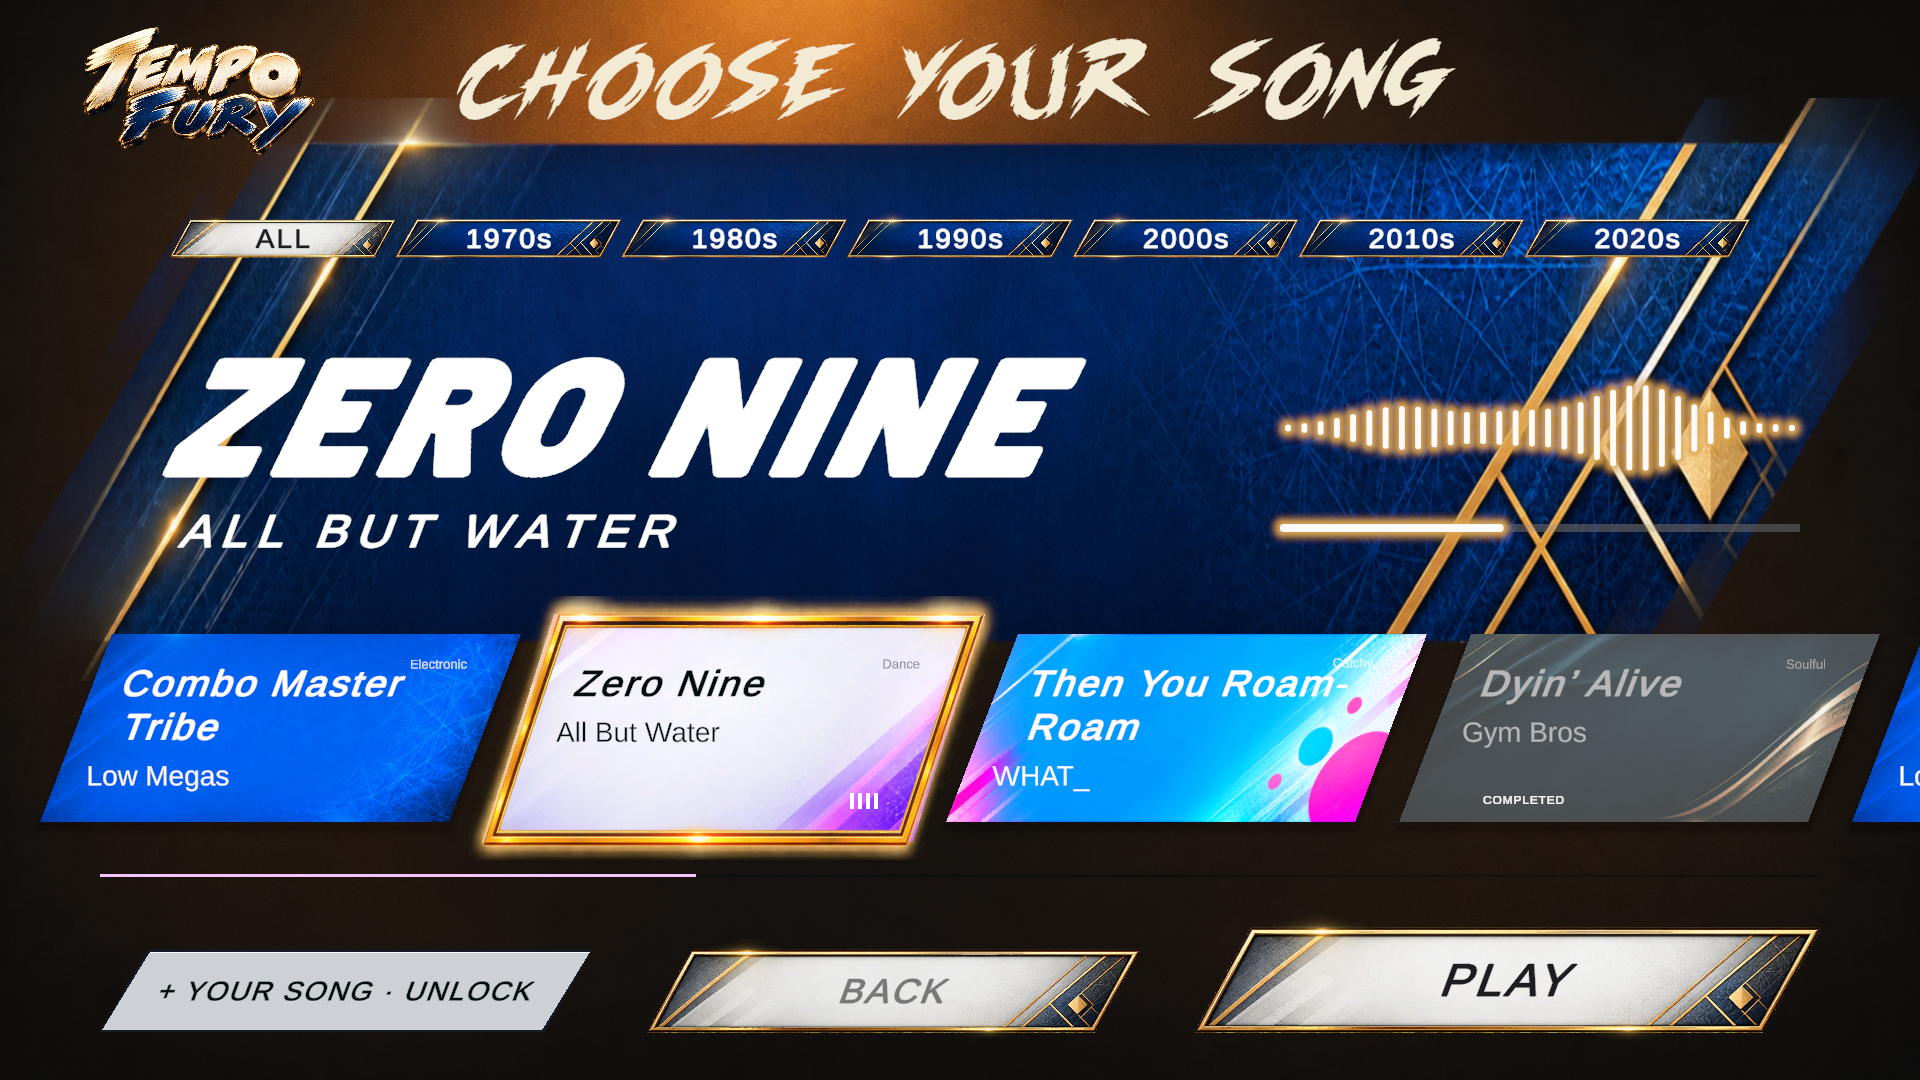 TEMPO
FURY
CHOOSE YOUR SONG
ALL
1970s
1980s
1990s
2000s
2010s
2020s
ZERO NINE
ALL BUT WATER
Electronic
Combo Master
Tribe
Low Megas
Dance
Zero Nine
All But Water
Catchy
Then You Roam-
Roam
WHAT_
Soulful
Dyin’ Alive
Gym Bros
COMPLETED
Lo
+ YOUR SONG · UNLOCK
BACK
PLAY